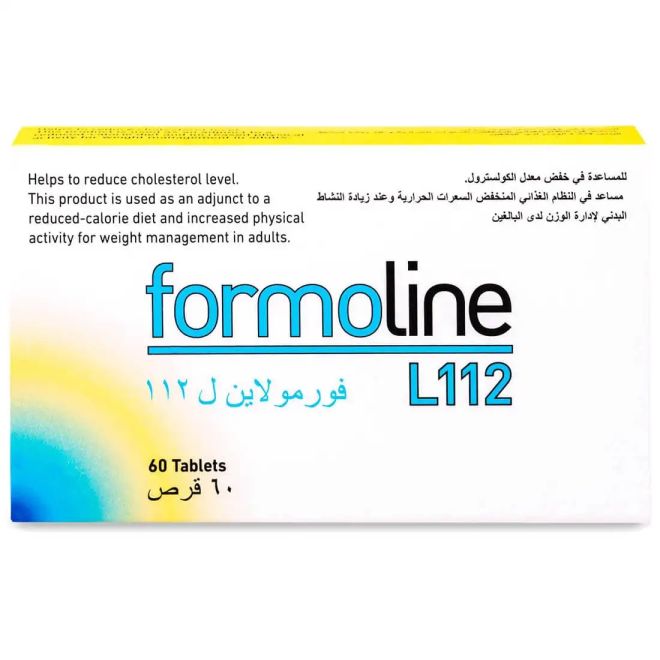 Helps to reduce cholesterol level.
This product is used as an adjunct to a
reduced-calorie diet and increased physical
activity for weight management in adults.
للمساعدة في خفض معدل الكولسترول.
مساعد في النظام الغذائي المنخفض السعرات الحرارية وعند زيادة النشاط
البدني لإدارة الوزن لدى البالغين
formoline
L112
فورمولاين ل ١١٢
60 Tablets
٦٠ قرص